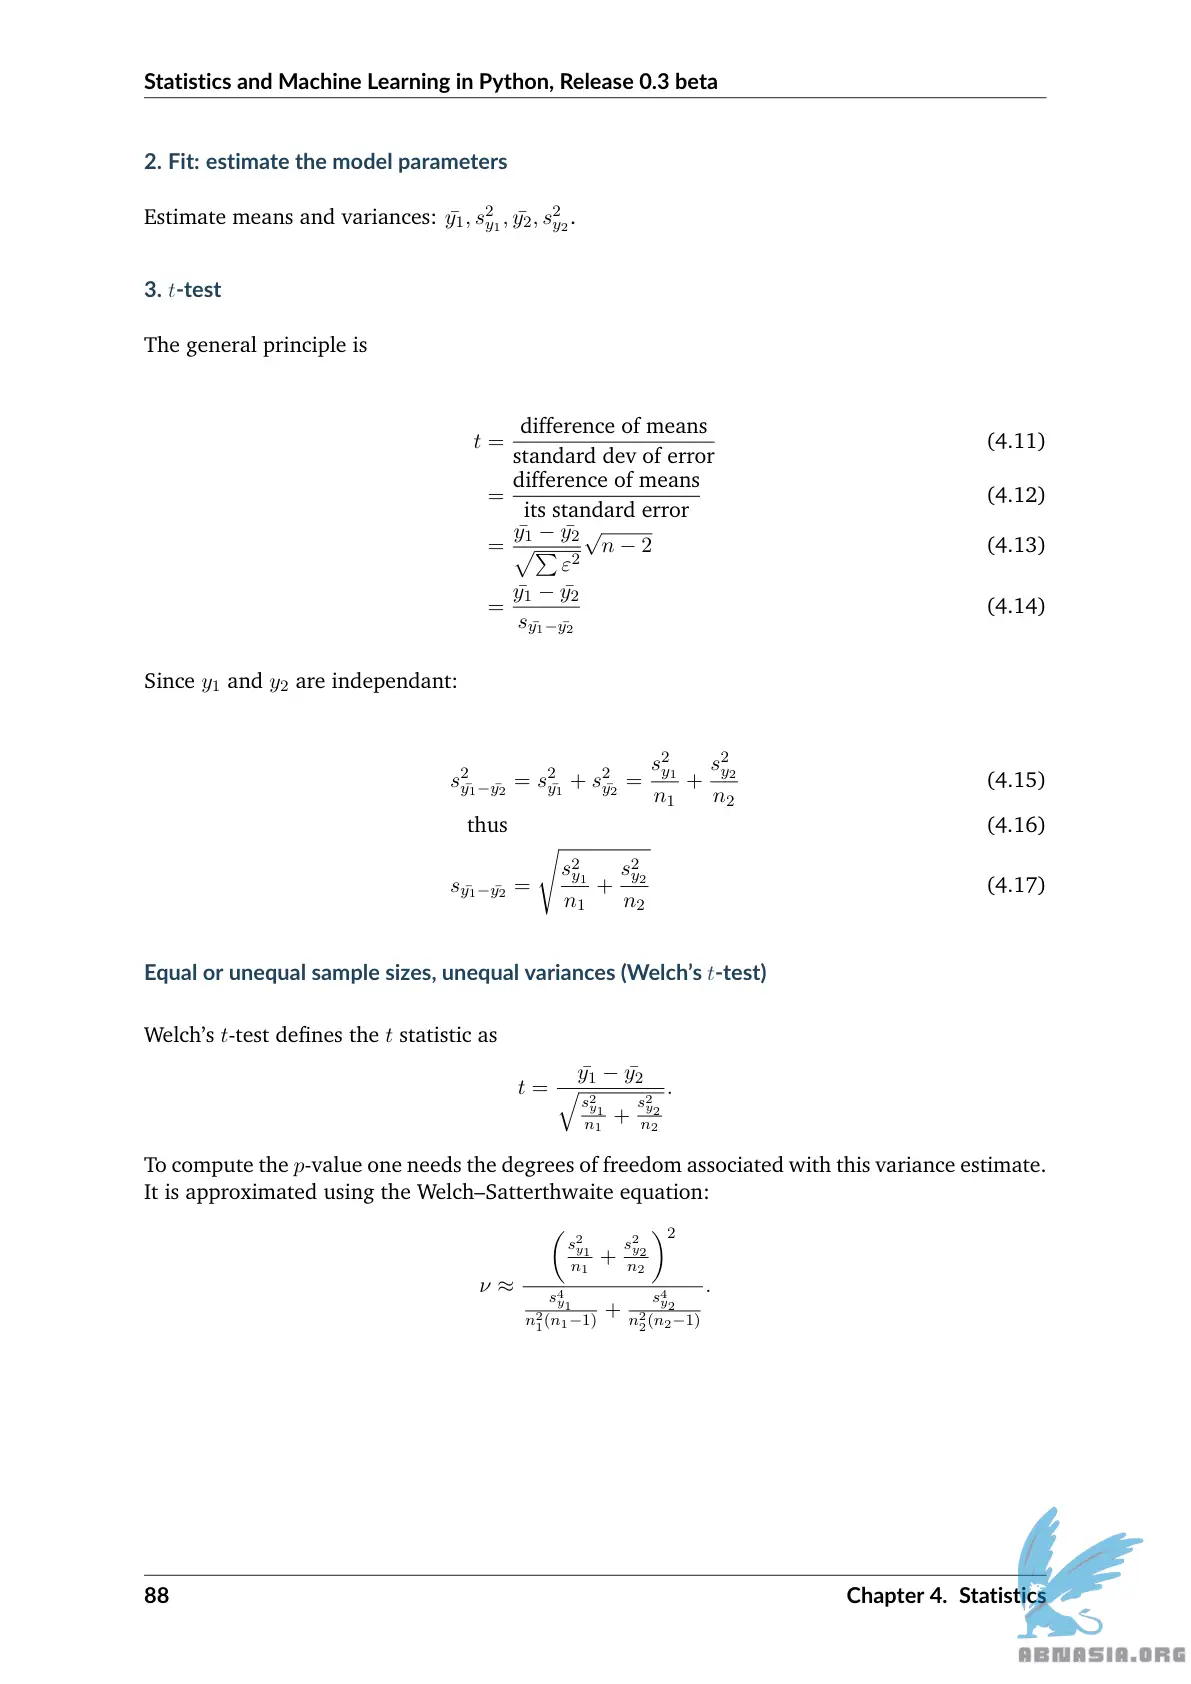 Statistics and Machine Learning in Python, Release 0.3 beta
2. Fit: estimate the model parameters
Estimate means and variances: $\bar{y_1}, s^2_{y_1}, \bar{y_2}, s^2_{y_2}$.
3. $t$-test
The general principle is
$t = \frac{\text{difference of means}}{\text{standard dev of error}}$ (4.11)
$= \frac{\text{difference of means}}{\text{its standard error}}$ (4.12)
$= \frac{\bar{y_1} - \bar{y_2}}{\sqrt{\sum \varepsilon^2}} \sqrt{n - 2}$ (4.13)
$= \frac{\bar{y_1} - \bar{y_2}}{s_{\bar{y_1} - \bar{y_2}}}$ (4.14)
Since $y_1$ and $y_2$ are independant:
$s^2_{\bar{y_1} - \bar{y_2}} = s^2_{\bar{y_1}} + s^2_{\bar{y_2}} = \frac{s^2_{y_1}}{n_1} + \frac{s^2_{y_2}}{n_2}$ (4.15)
thus (4.16)
$s_{\bar{y_1} - \bar{y_2}} = \sqrt{\frac{s^2_{y_1}}{n_1} + \frac{s^2_{y_2}}{n_2}}$ (4.17)
Equal or unequal sample sizes, unequal variances (Welch’s $t$-test)
Welch’s $t$-test defines the $t$ statistic as
$t = \frac{\bar{y_1} - \bar{y_2}}{\sqrt{\frac{s^2_{y_1}}{n_1} + \frac{s^2_{y_2}}{n_2}}}.$
To compute the $p$-value one needs the degrees of freedom associated with this variance estimate.
It is approximated using the Welch–Satterthwaite equation:
$\nu \approx \frac{\left(\frac{s^2_{y_1}}{n_1} + \frac{s^2_{y_2}}{n_2}\right)^2}{\frac{s^4_{y_1}}{n_1^2(n_1-1)} + \frac{s^4_{y_2}}{n_2^2(n_2-1)}}.$
88 Chapter 4. Statistics
ABNASIA.ORG